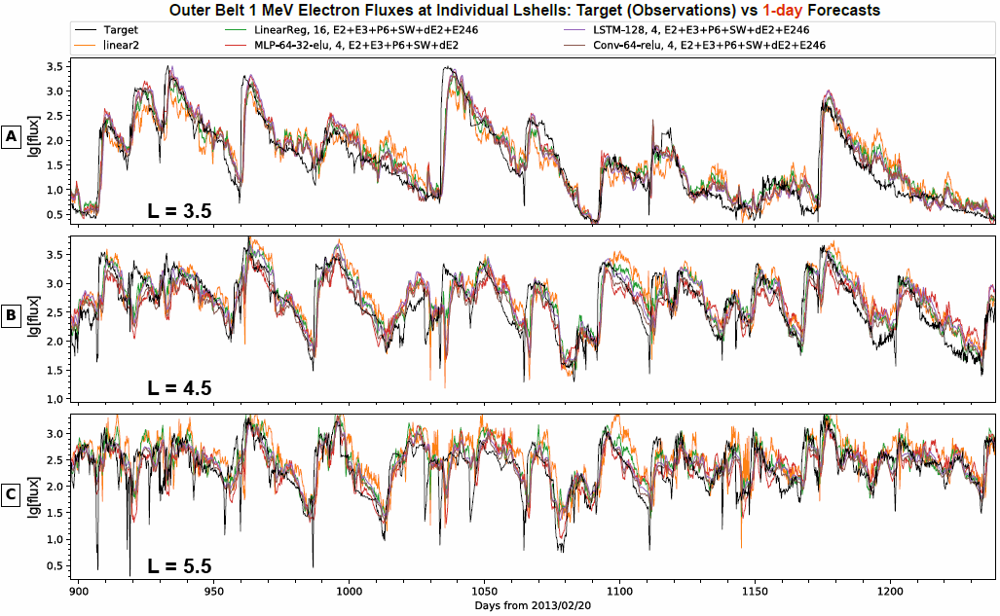 Outer Belt 1 MeV Electron Fluxes at Individual Lshells: Target (Observations) vs 1-day Forecasts
Target
linear2
LinearReg, 16, E2+E3+P6+SW+dE2+E246
MLP-64-32-elu, 4, E2+E3+P6+SW+dE2
LSTM-128, 4, E2+E3+P6+SW+dE2+E246
Conv-64-relu, 4, E2+E3+P6+SW+dE2+E246
A
lg[flux]
3.5
3.0
2.5
2.0
1.5
1.0
0.5
L = 3.5
B
lg[flux]
3.5
3.0
2.5
2.0
1.5
1.0
L = 4.5
C
lg[flux]
3.0
2.5
2.0
1.5
1.0
0.5
L = 5.5
900 950 1000 1050 1100 1150 1200
Days from 2013/02/20